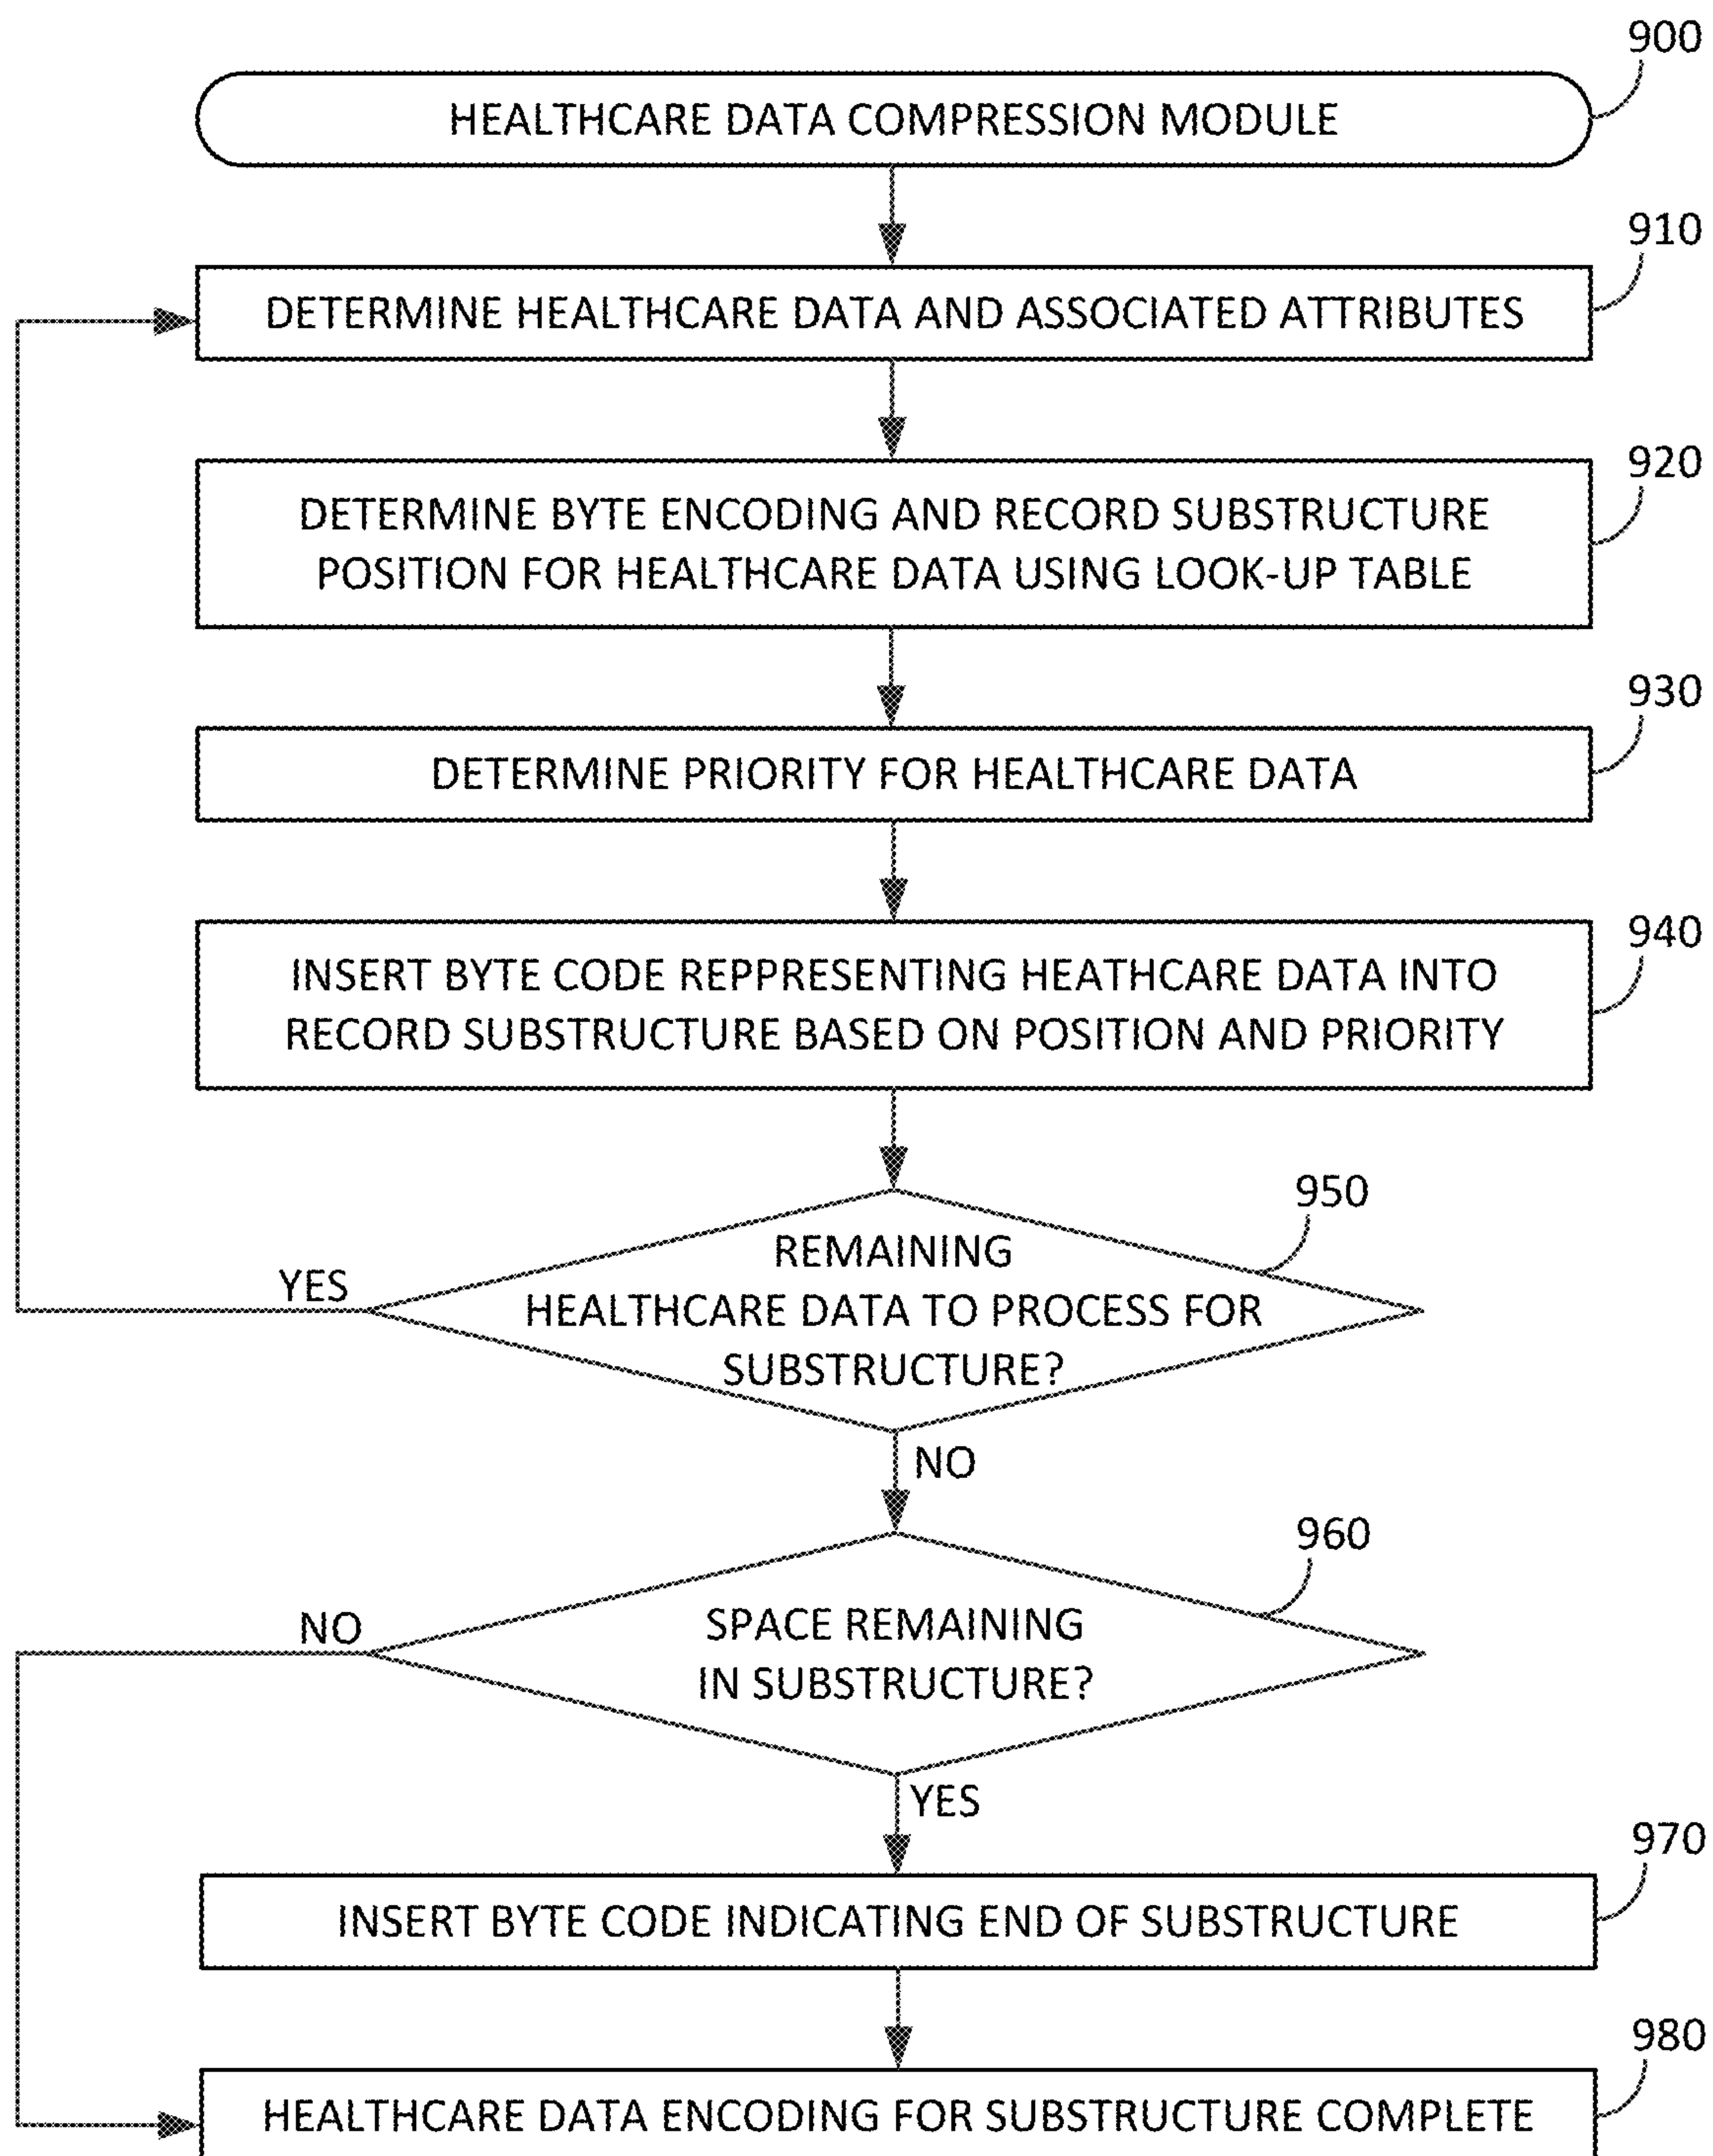 900
HEALTHCARE DATA COMPRESSION MODULE
910
DETERMINE HEALTHCARE DATA AND ASSOCIATED ATTRIBUTES
920
DETERMINE BYTE ENCODING AND RECORD SUBSTRUCTURE
POSITION FOR HEALTHCARE DATA USING LOOK-UP TABLE
930
DETERMINE PRIORITY FOR HEALTHCARE DATA
940
INSERT BYTE CODE REPPRESENTING HEATHCARE DATA INTO
RECORD SUBSTRUCTURE BASED ON POSITION AND PRIORITY
950
REMAINING
YES
HEALTHCARE DATA TO PROCESS FOR
SUBSTRUCTURE?
NO
960
NO
SPACE REMAINING
IN SUBSTRUCTURE?
YES
970
INSERT BYTE CODE INDICATING END OF SUBSTRUCTURE
980
HEALTHCARE DATA ENCODING FOR SUBSTRUCTURE COMPLETE